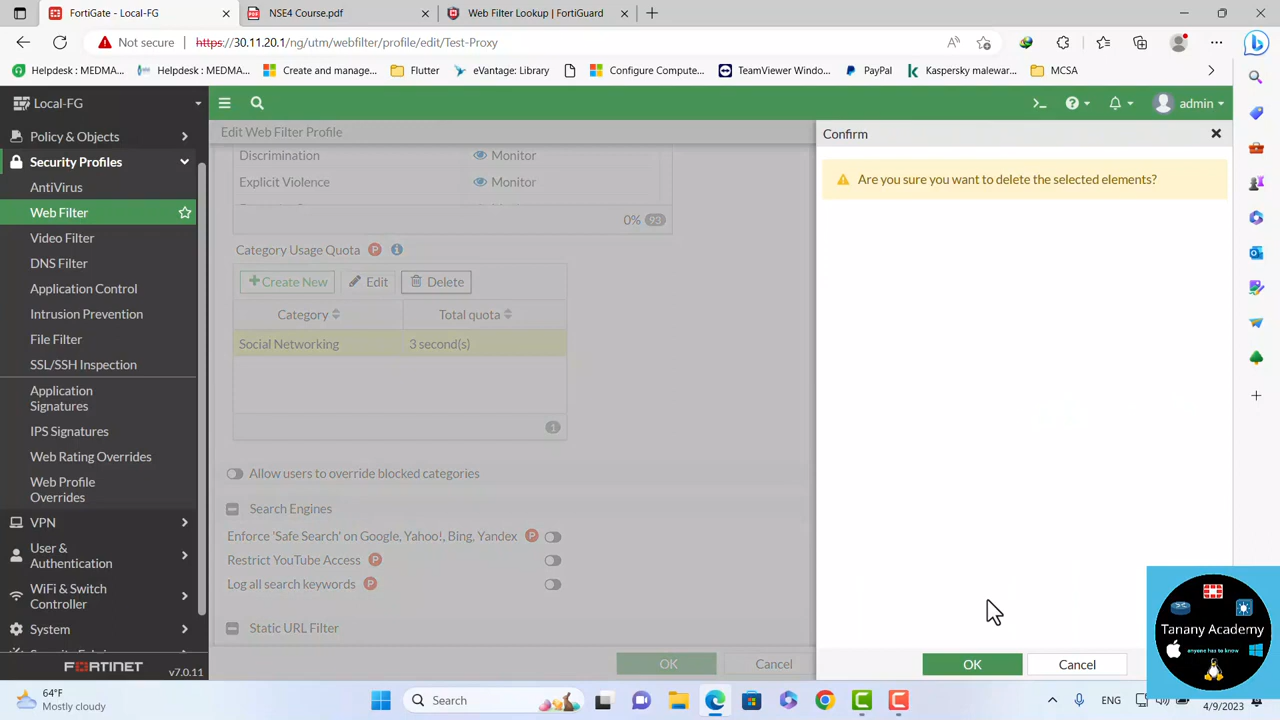 FortiGate - Local-FG
NSE4 Course.pdf
Web Filter Lookup | FortiGuard
Not secure
https://30.11.20.1/ng/utm/webfilter/profile/edit/Test-Proxy
Helpdesk : MEDMA...
Helpdesk : MEDMA...
Create and manage...
Flutter
eVantage: Library
Configure Compute...
TeamViewer Windo...
PayPal
Kaspersky malewar...
MCSA
Local-FG
admin
Policy & Objects
Security Profiles
AntiVirus
Web Filter
Video Filter
DNS Filter
Application Control
Intrusion Prevention
File Filter
SSL/SSH Inspection
Application
Signatures
IPS Signatures
Web Rating Overrides
Web Profile
Overrides
VPN
User &
Authentication
WiFi & Switch
Controller
System
FORTINET
v7.0.11
Edit Web Filter Profile
Discrimination Monitor
Explicit Violence Monitor
0% 93
Category Usage Quota P
Create New Edit Delete
Category Total quota
Social Networking 3 second(s)
1
Allow users to override blocked categories
Search Engines
Enforce 'Safe Search' on Google, Yahoo!, Bing, Yandex P
Restrict YouTube Access P
Log all search keywords P
Static URL Filter
OK Cancel
Confirm
Are you sure you want to delete the selected elements?
OK Cancel
Tanany Academy
anyone has to know
64°F
Mostly cloudy
Search
ENG
4/9/2023